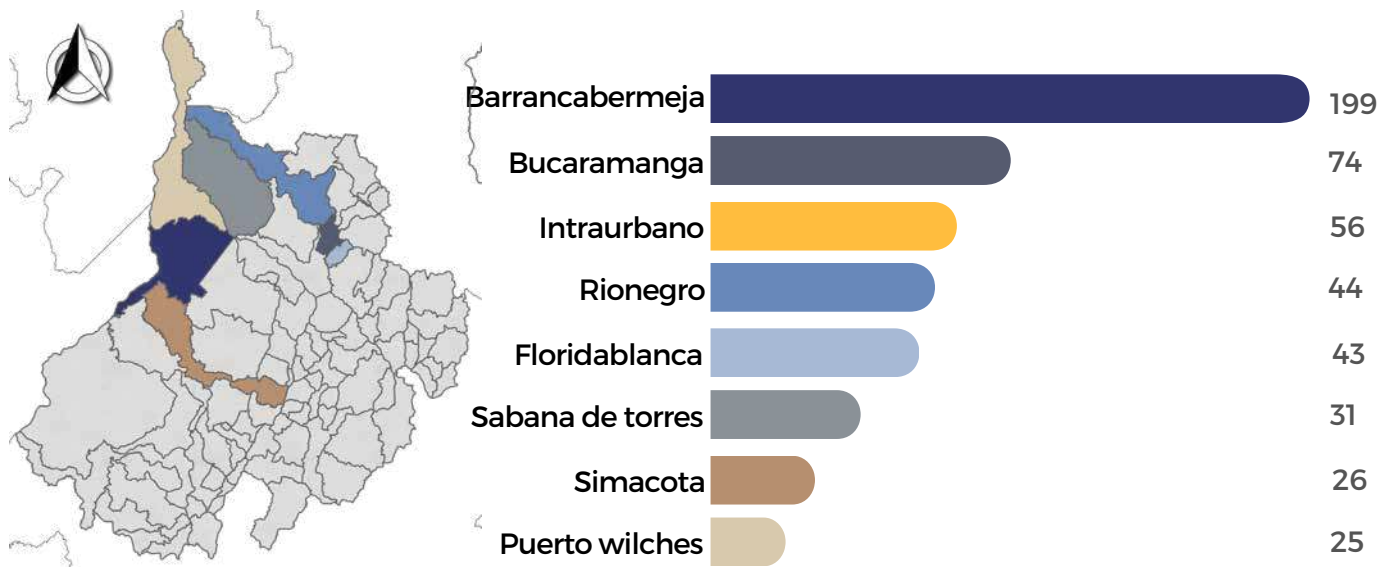 Barrancabermeja 199
Bucaramanga 74
Intraurbano 56
Rionegro 44
Floridablanca 43
Sabana de torres 31
Simacota 26
Puerto wilches 25